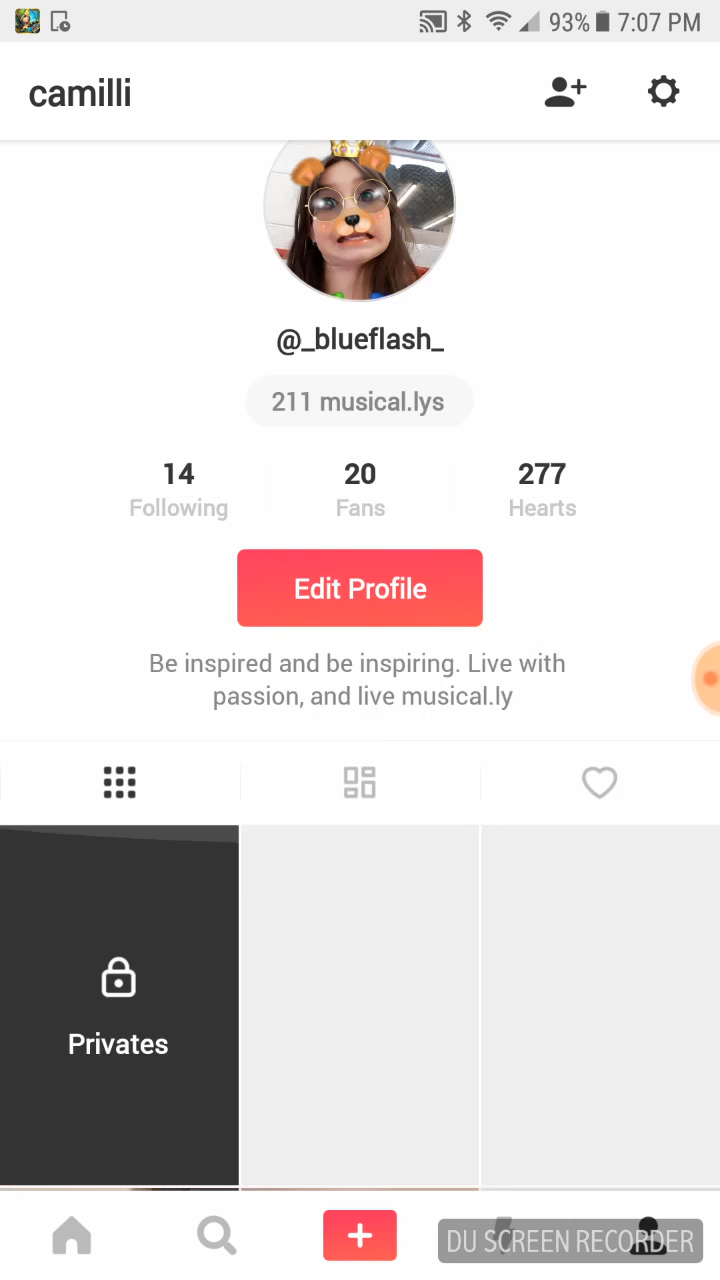 93% 7:07 PM
camilli
@_blueflash_
211 musical.lys
14 20 277
Following Fans Hearts
Edit Profile
Be inspired and be inspiring. Live with
passion, and live musical.ly
Privates
DU SCREEN RECORDER